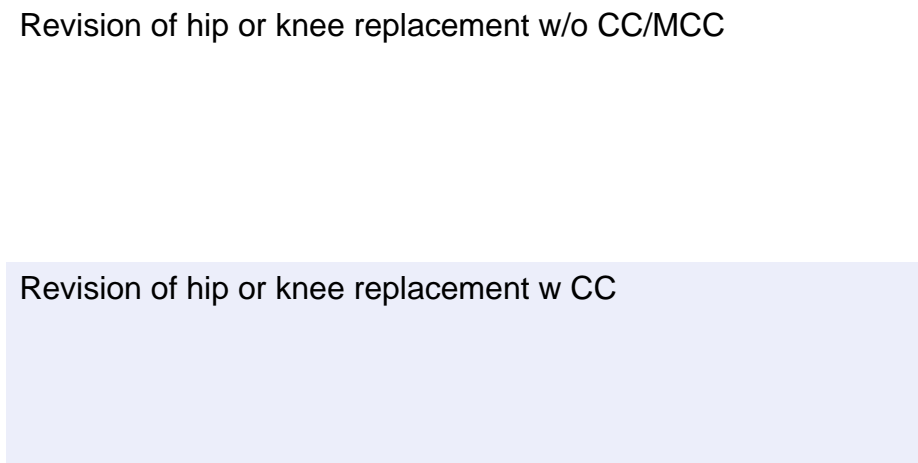 Revision of hip or knee replacement w/o CC/MCC
Revision of hip or knee replacement w CC